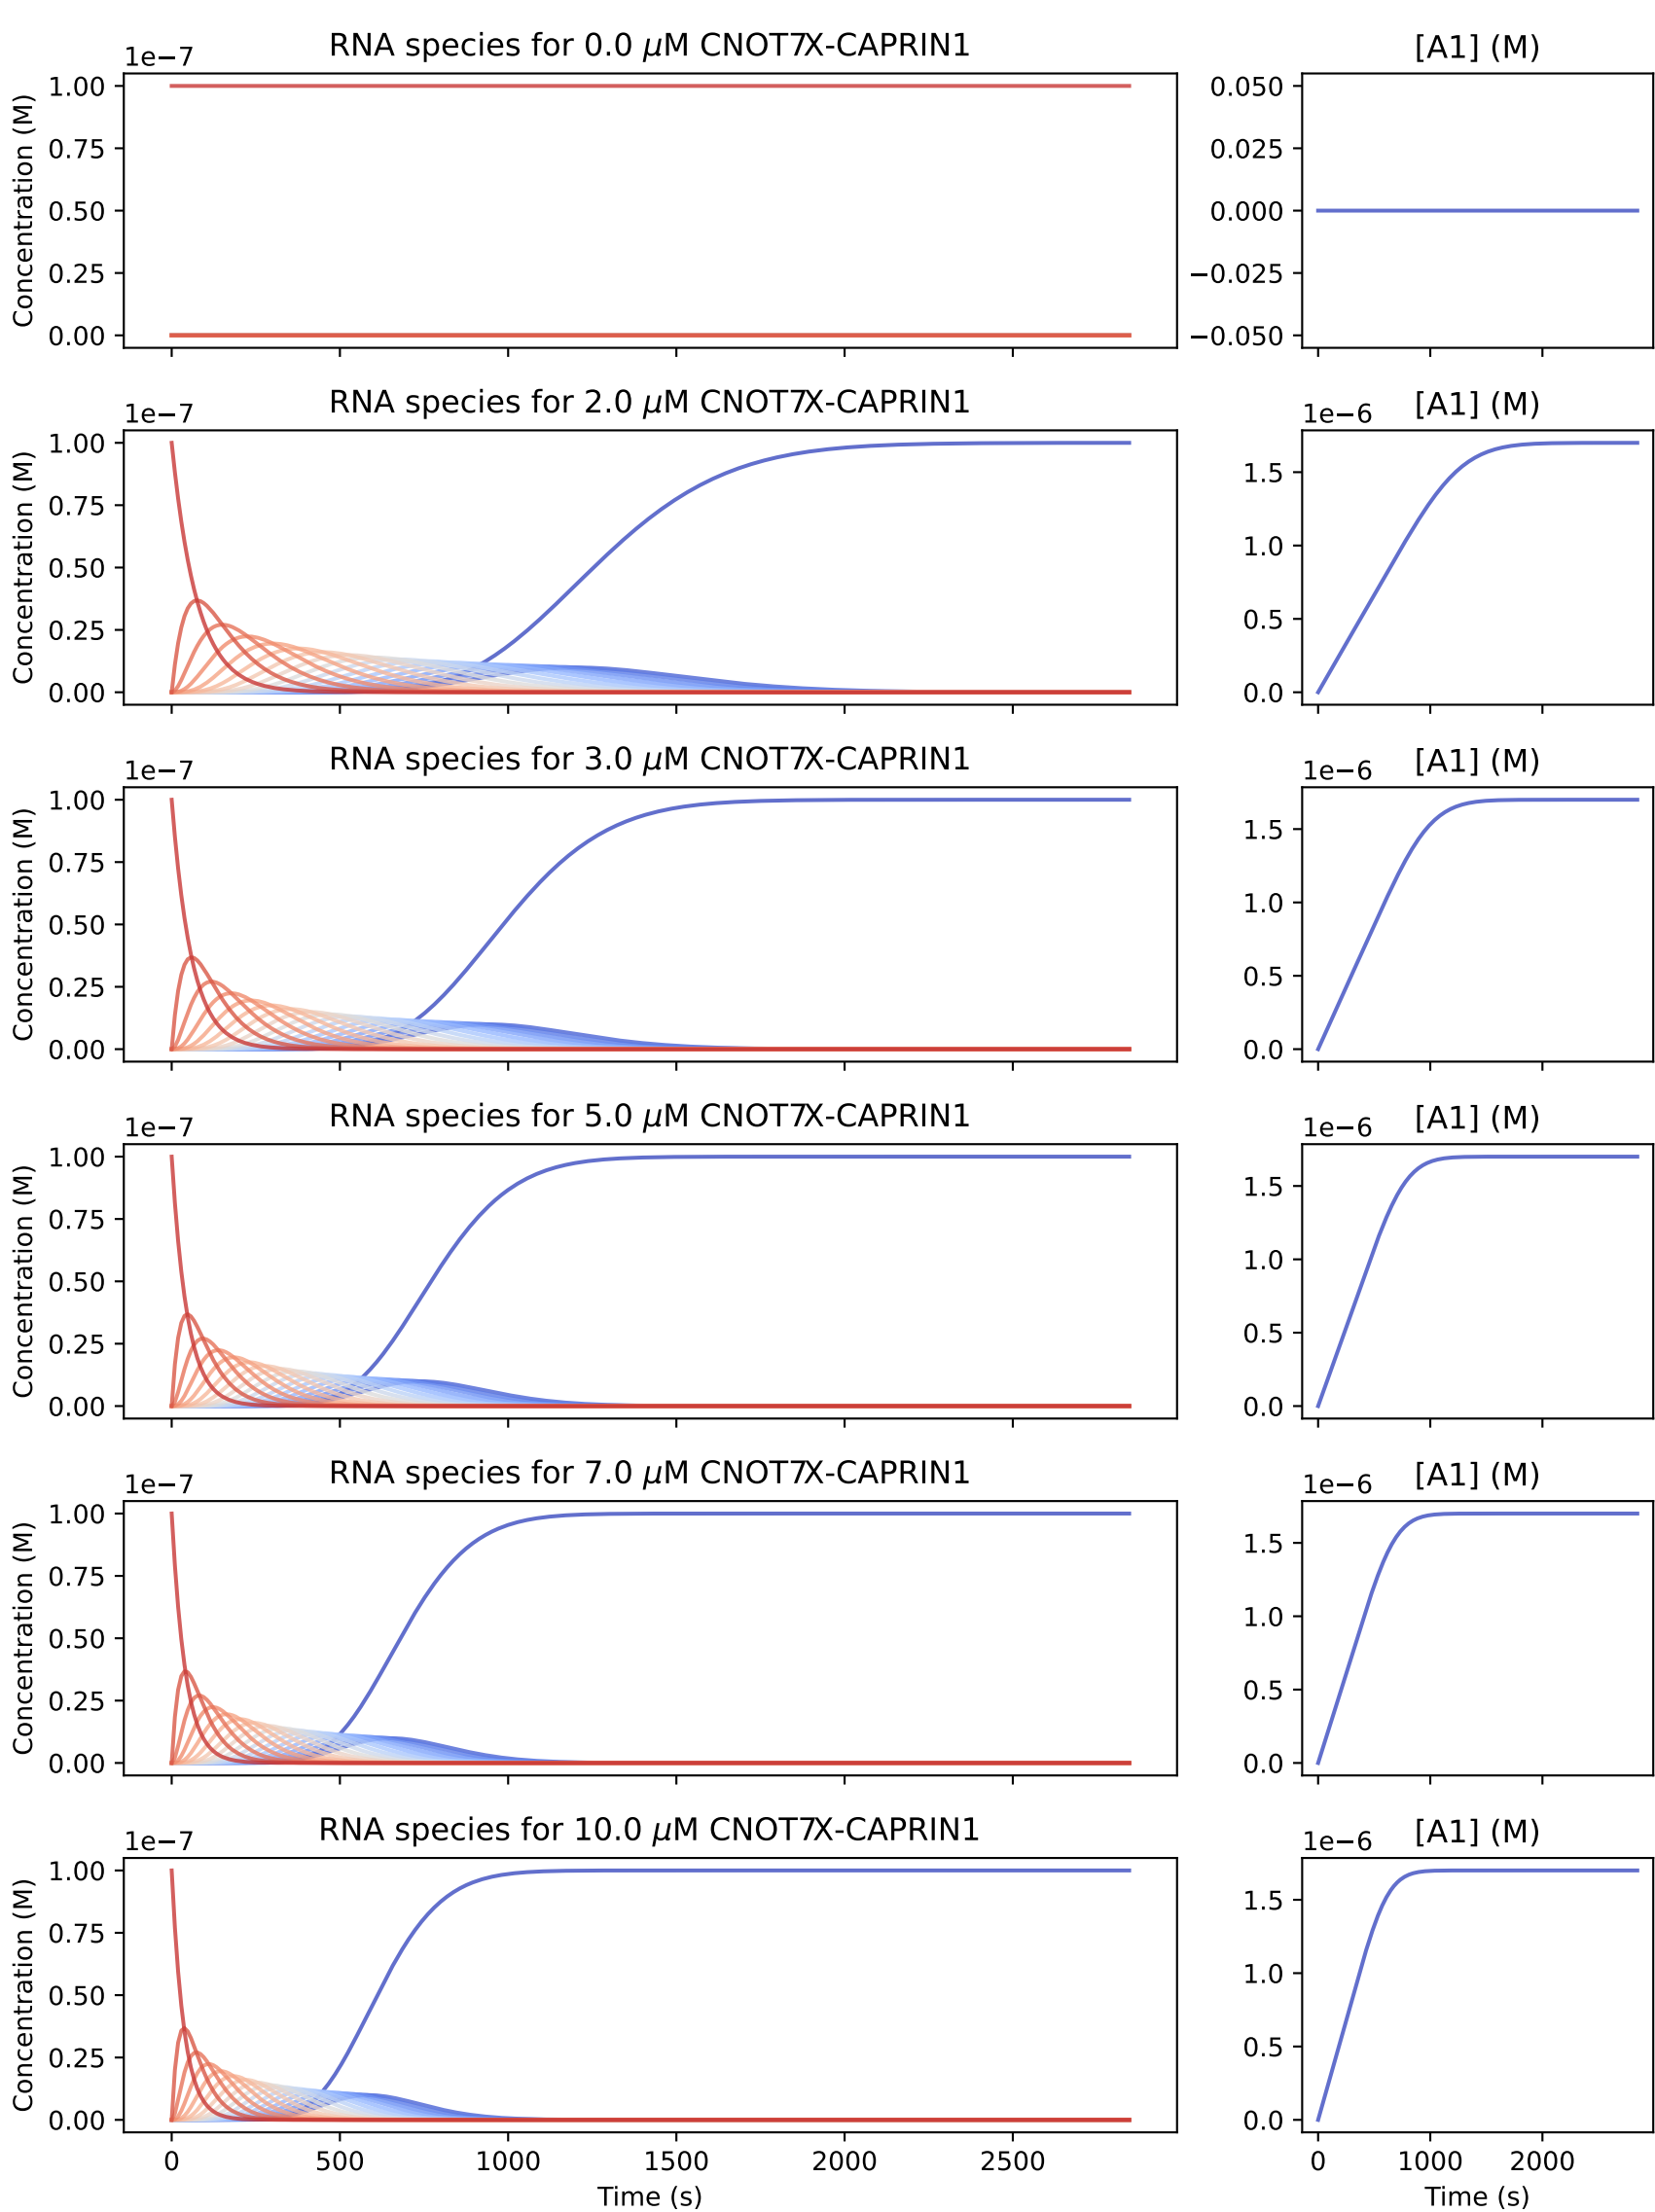 RNA species for 0.0 µM CNOT7X-CAPRIN1
[A1] (M)
1e−7
Concentration (M)
1.00
0.75
0.50
0.25
0.00
0.050
0.025
0.000
−0.025
−0.050
RNA species for 2.0 µM CNOT7X-CAPRIN1
[A1] (M)
1e−7
1e−6
Concentration (M)
1.00
0.75
0.50
0.25
0.00
1.5
1.0
0.5
0.0
RNA species for 3.0 µM CNOT7X-CAPRIN1
[A1] (M)
1e−7
1e−6
Concentration (M)
1.00
0.75
0.50
0.25
0.00
1.5
1.0
0.5
0.0
RNA species for 5.0 µM CNOT7X-CAPRIN1
[A1] (M)
1e−7
1e−6
Concentration (M)
1.00
0.75
0.50
0.25
0.00
1.5
1.0
0.5
0.0
RNA species for 7.0 µM CNOT7X-CAPRIN1
[A1] (M)
1e−7
1e−6
Concentration (M)
1.00
0.75
0.50
0.25
0.00
1.5
1.0
0.5
0.0
RNA species for 10.0 µM CNOT7X-CAPRIN1
[A1] (M)
1e−7
1e−6
Concentration (M)
1.00
0.75
0.50
0.25
0.00
1.5
1.0
0.5
0.0
0 500 1000 1500 2000 2500
0 1000 2000
Time (s)
Time (s)